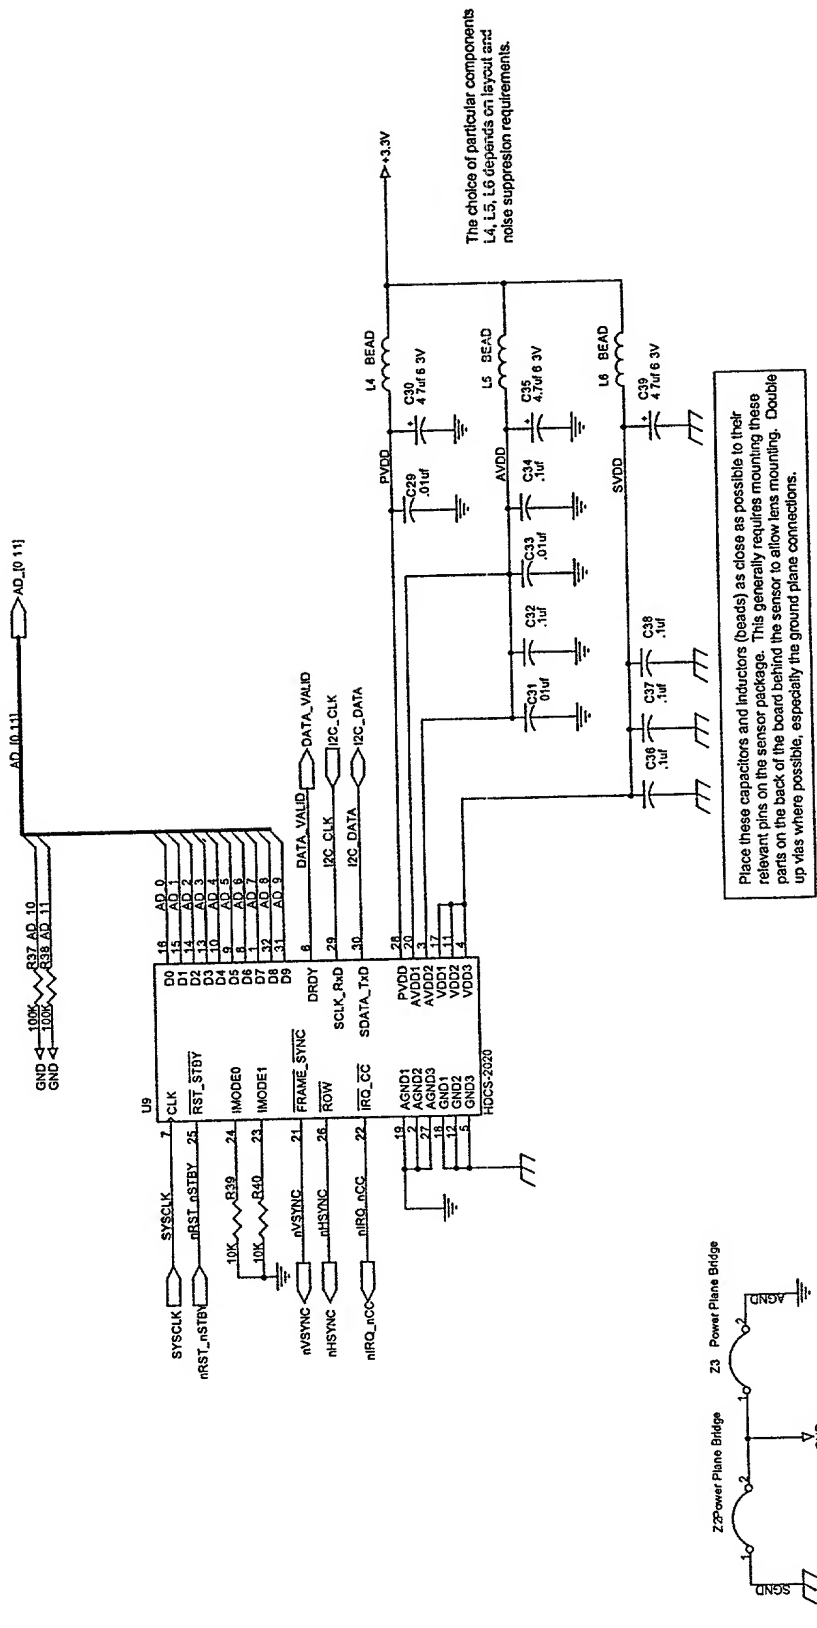 AD_[0 11]
AD_[0.11]
GND 100K R37 AD_10
GND 100K R38 AD_11
U9
SYSCLK SYSCLK 7 CLK
nRST_nSTBY nRST_nSTBY 25 RST_STBY
10K R39 24 IMODE0
10K R40 23 IMODE1
nVSYNC nVSYNC 21 FRAME_SYNC
nHSYNC nHSYNC 26 ROW
nIRQ_nCC nIRQ_nCC 22 IRQ_CC
19 AGND1
2 AGND2
27 AGND3
18 GND1
12 GND2
5 GND3
HDCS-2020
D0 16 AD_0
D1 15 AD_1
D2 14 AD_2
D3 13 AD_3
D4 10 AD_4
D5 9 AD_5
D6 8 AD_6
D7 1 AD_7
D8 32 AD_8
D9 31 AD_9
DRDY 6 DATA_VALID DATA_VALID
SCLK_RxD 29 I2C_CLK I2C_CLK
SDATA_TxD 30 I2C_DATA I2C_DATA
PVDD 28
AVDD1 20
AVDD2 3
VDD1 17
VDD2 11
VDD3 4
PVDD
L4 BEAD
+3.3V
C29
.01uf
C30
4 7uf 6 3V
AVDD
L5 BEAD
C31
01uf
C32
.1uf
C33
.01uf
C34
.1uf
C35
4.7uf 6 3V
SVDD
L6 BEAD
C36
.1uf
C37
.1uf
C38
.1uf
C39
4 7uf 6 3V
The choice of particular components
L4, L5, L6 depends on layout and
noise suppresion requirements.
Place these capacitors and inductors (beads) as close as possible to their
relevant pins on the sensor package. This generally requires mounting these
parts on the back of the board behind the sensor to allow lens mounting. Double
up vias where possible, especially the ground plane connections.
Z2Power Plane Bridge
1 2
SGND
Z3 Power Plane Bridge
1 2
AGND